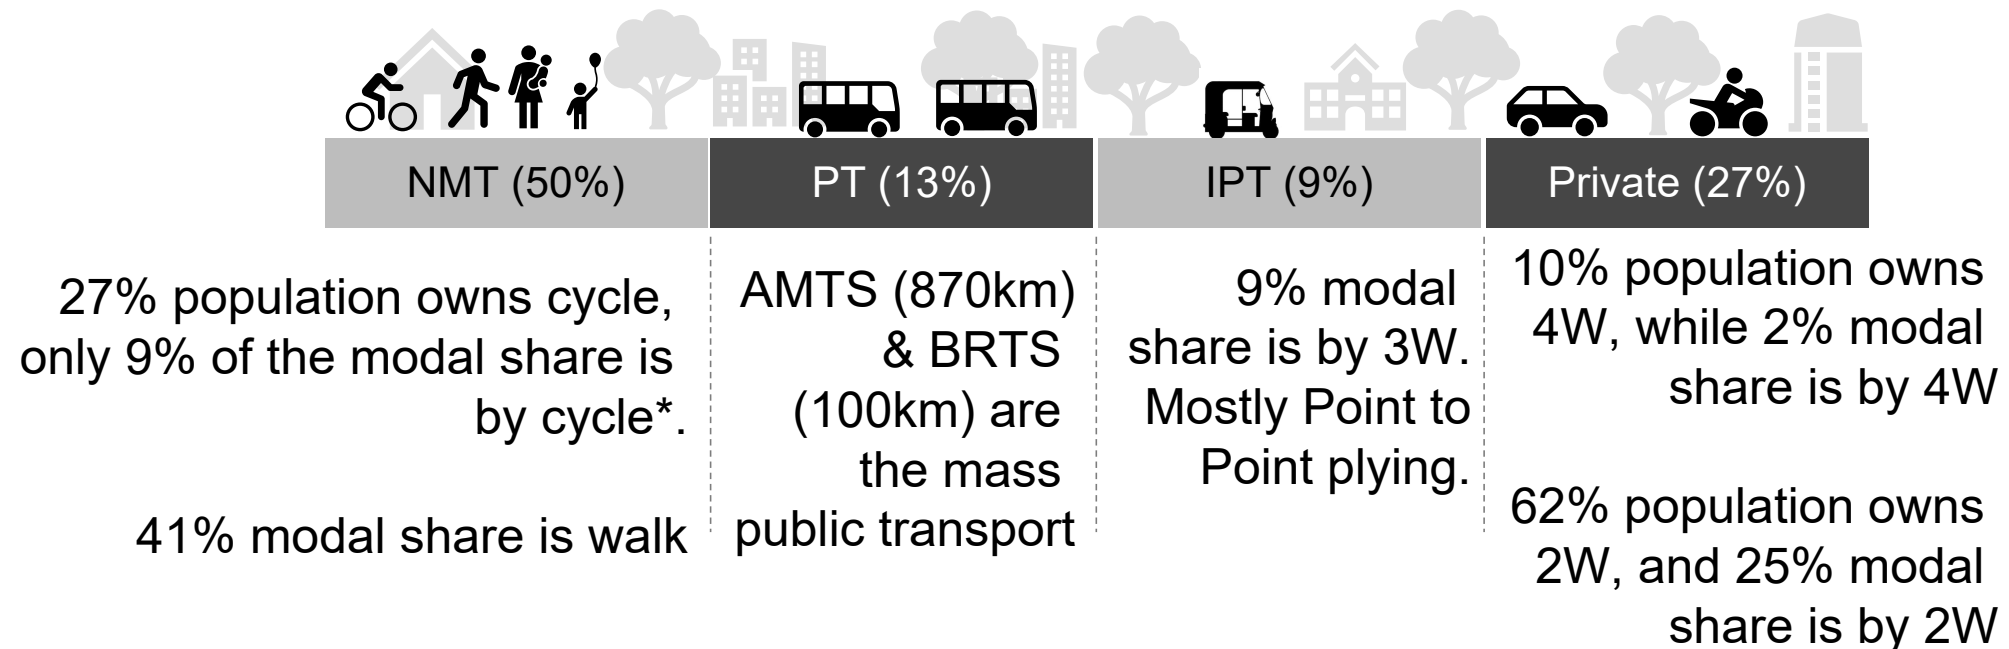 NMT (50%)
PT (13%)
IPT (9%)
Private (27%)
27% population owns cycle,
only 9% of the modal share is
by cycle*.
41% modal share is walk
AMTS (870km)
& BRTS
(100km) are
the mass
public transport
9% modal
share is by 3W.
Mostly Point to
Point plying.
10% population owns
4W, while 2% modal
share is by 4W
62% population owns
2W, and 25% modal
share is by 2W